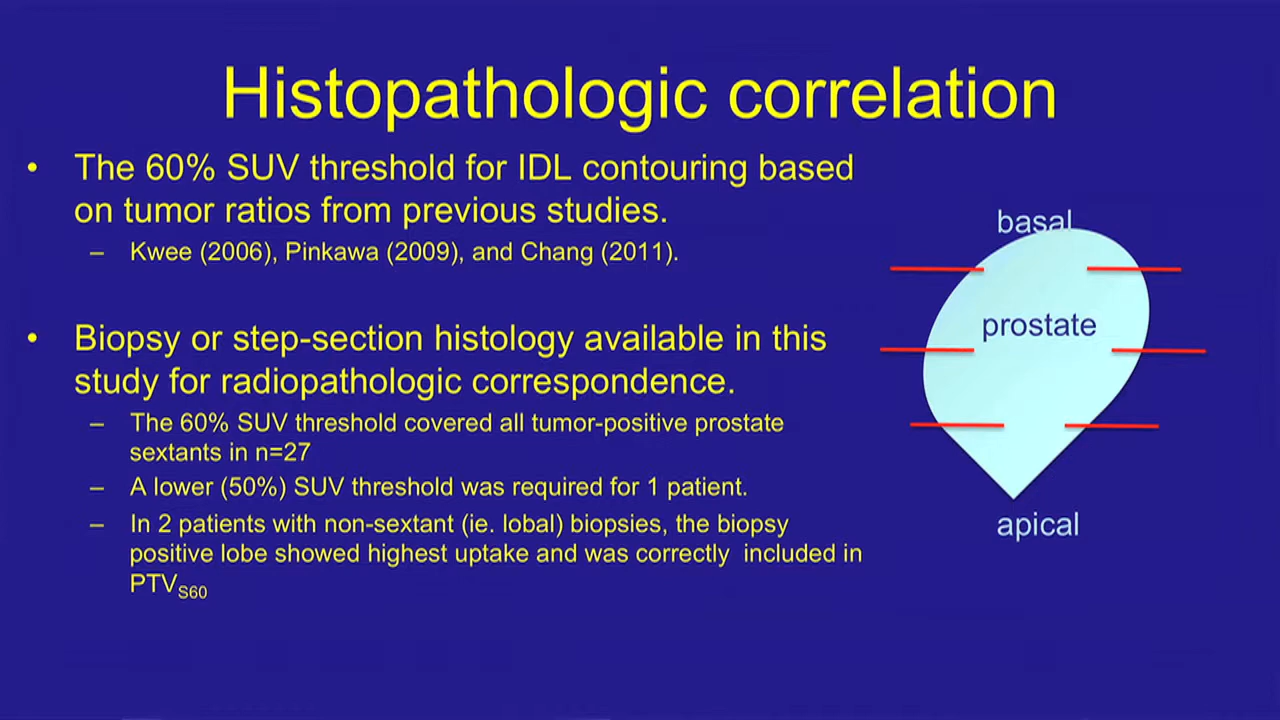 Histopathologic correlation
• The 60% SUV threshold for IDL contouring based
on tumor ratios from previous studies.
– Kwee (2006), Pinkawa (2009), and Chang (2011).
• Biopsy or step-section histology available in this
study for radiopathologic correspondence.
– The 60% SUV threshold covered all tumor-positive prostate
sextants in n=27
– A lower (50%) SUV threshold was required for 1 patient.
– In 2 patients with non-sextant (ie. lobal) biopsies, the biopsy
positive lobe showed highest uptake and was correctly included in
PTVS60
basal
prostate
apical